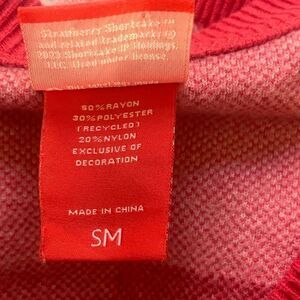 Strawberry Shortcake™
and related trademarks ©
2023 Shortcake IP Holdings
LLC. Used under license.
50% RAYON
30% POLYESTER
(RECYCLED)
20% NYLON
EXCLUSIVE OF
DECORATION
MADE IN CHINA
SM